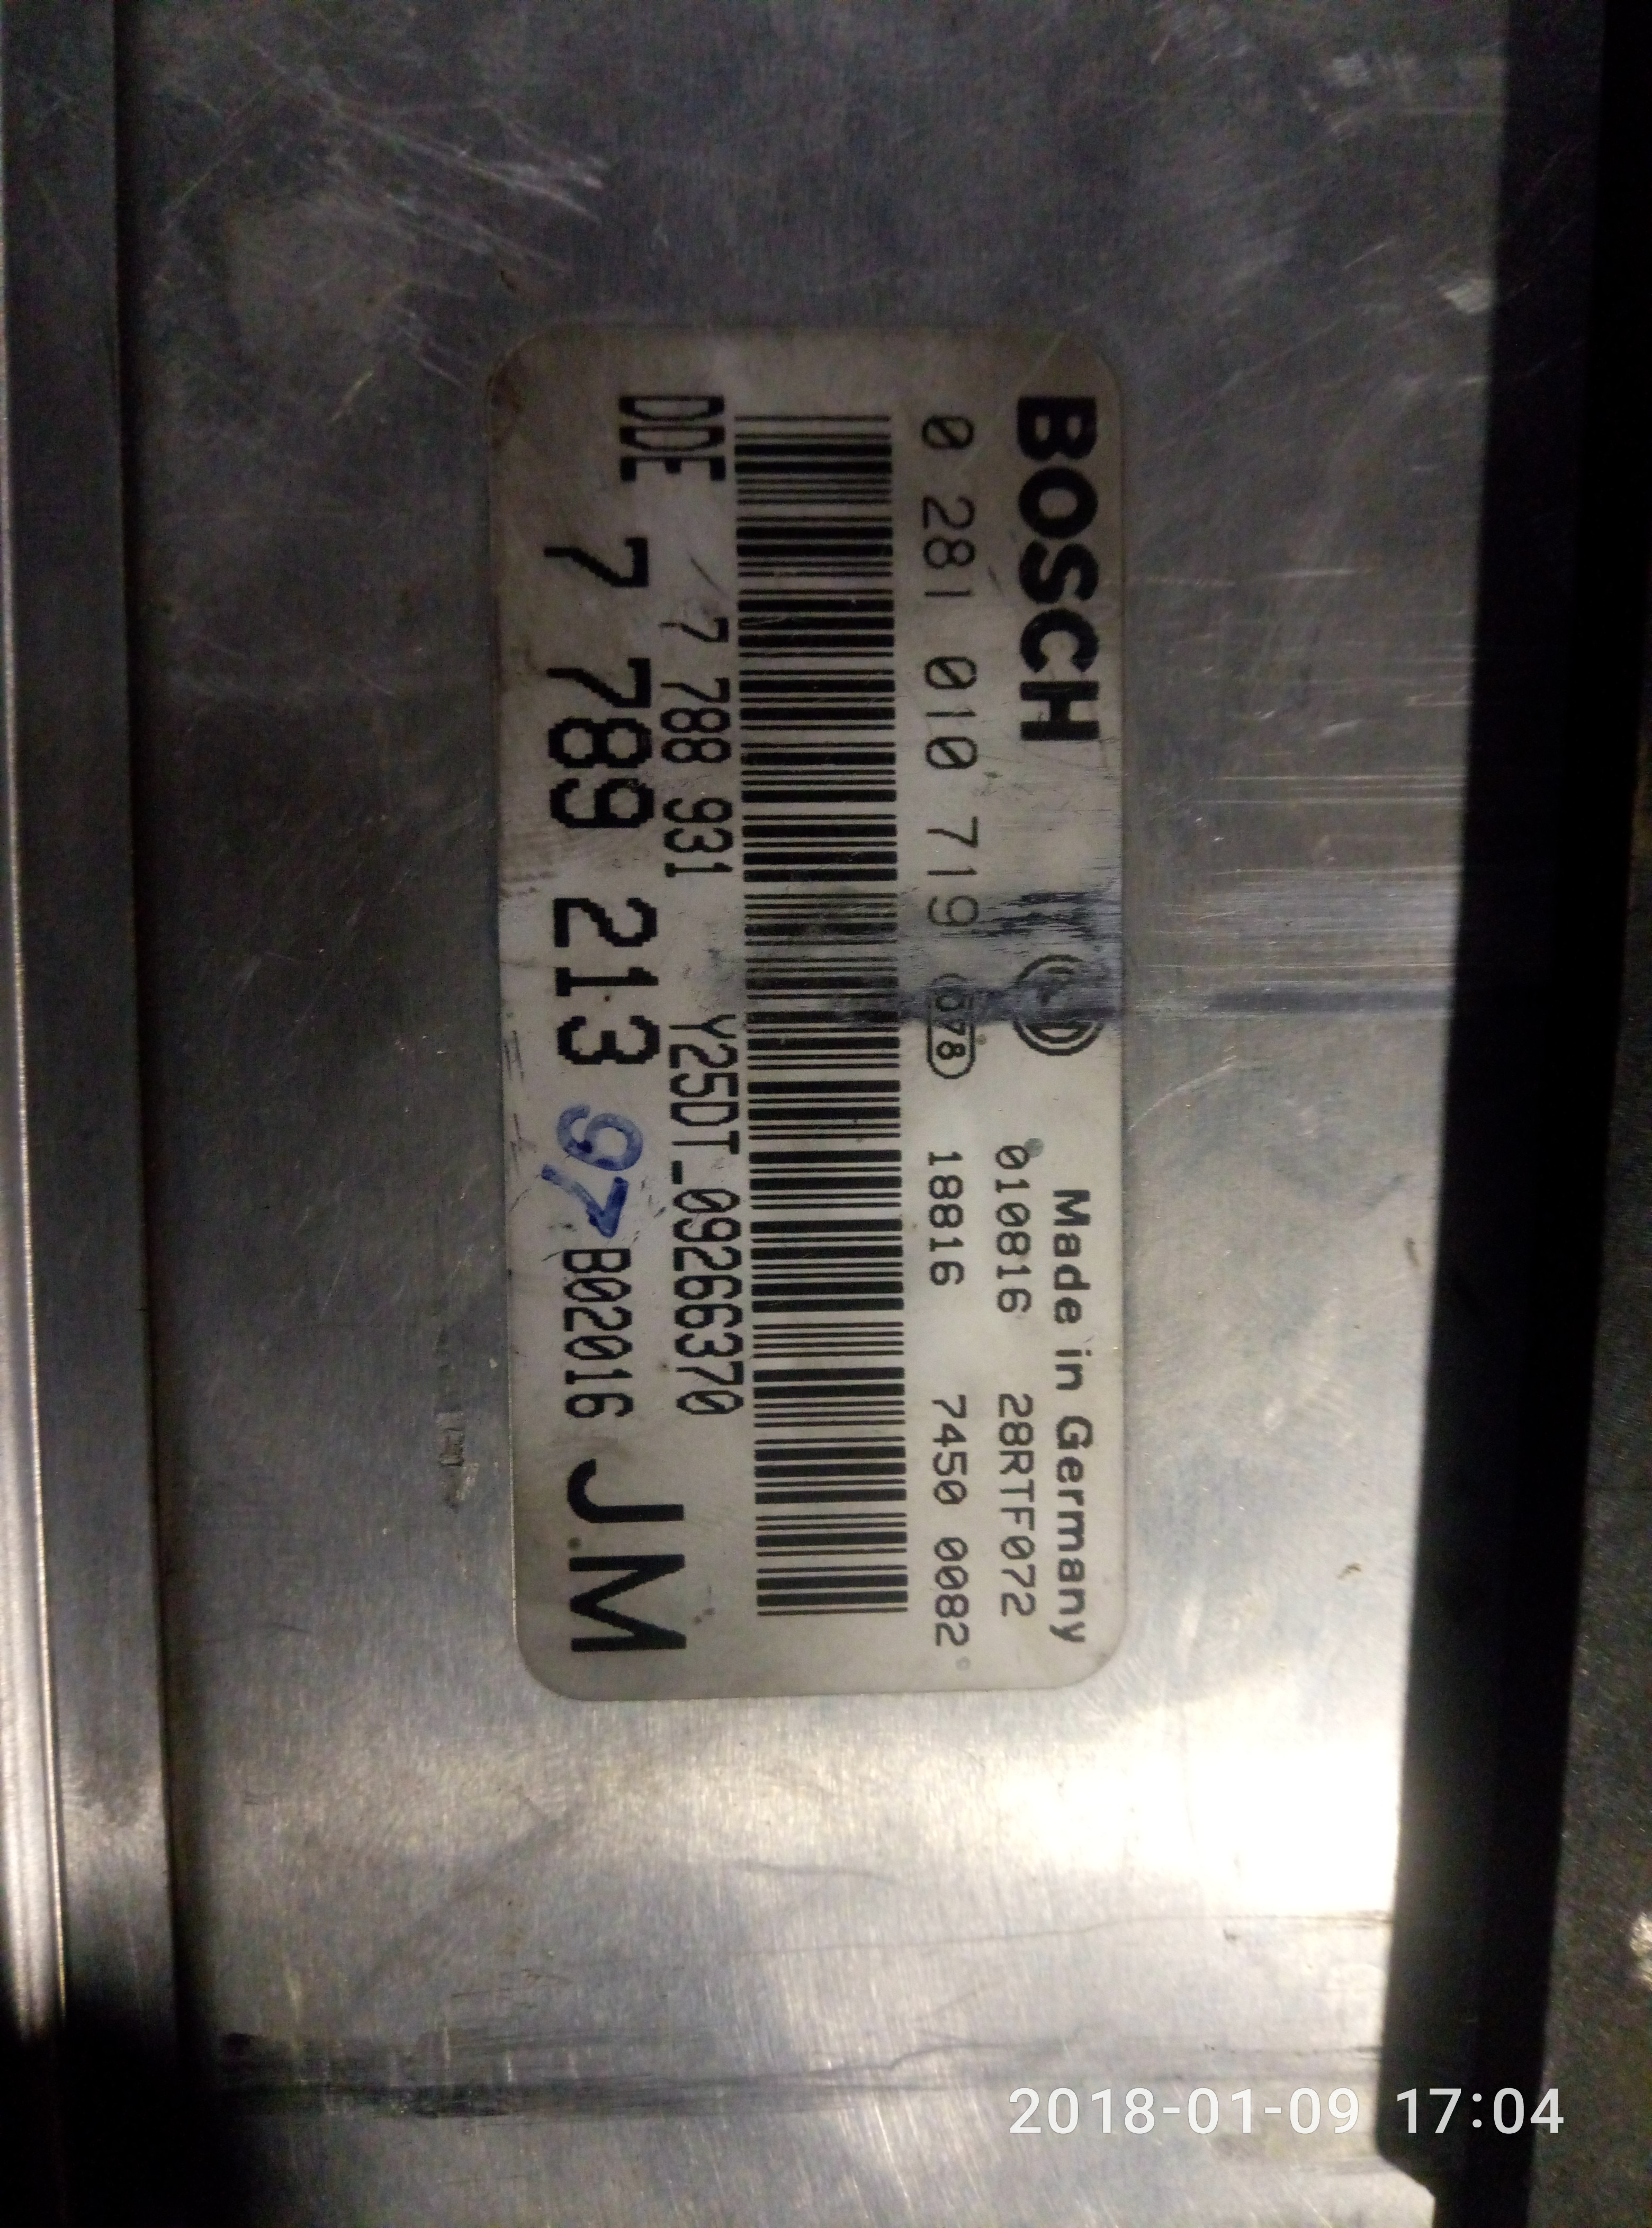 BOSCH
Made in Germany
010816 28RTF072
0 281 010 719 18816 7450 0082
7 788 931 Y25DT_09266370
DDE 7 789 213 97 B02016 JM
2018-01-09 17:04